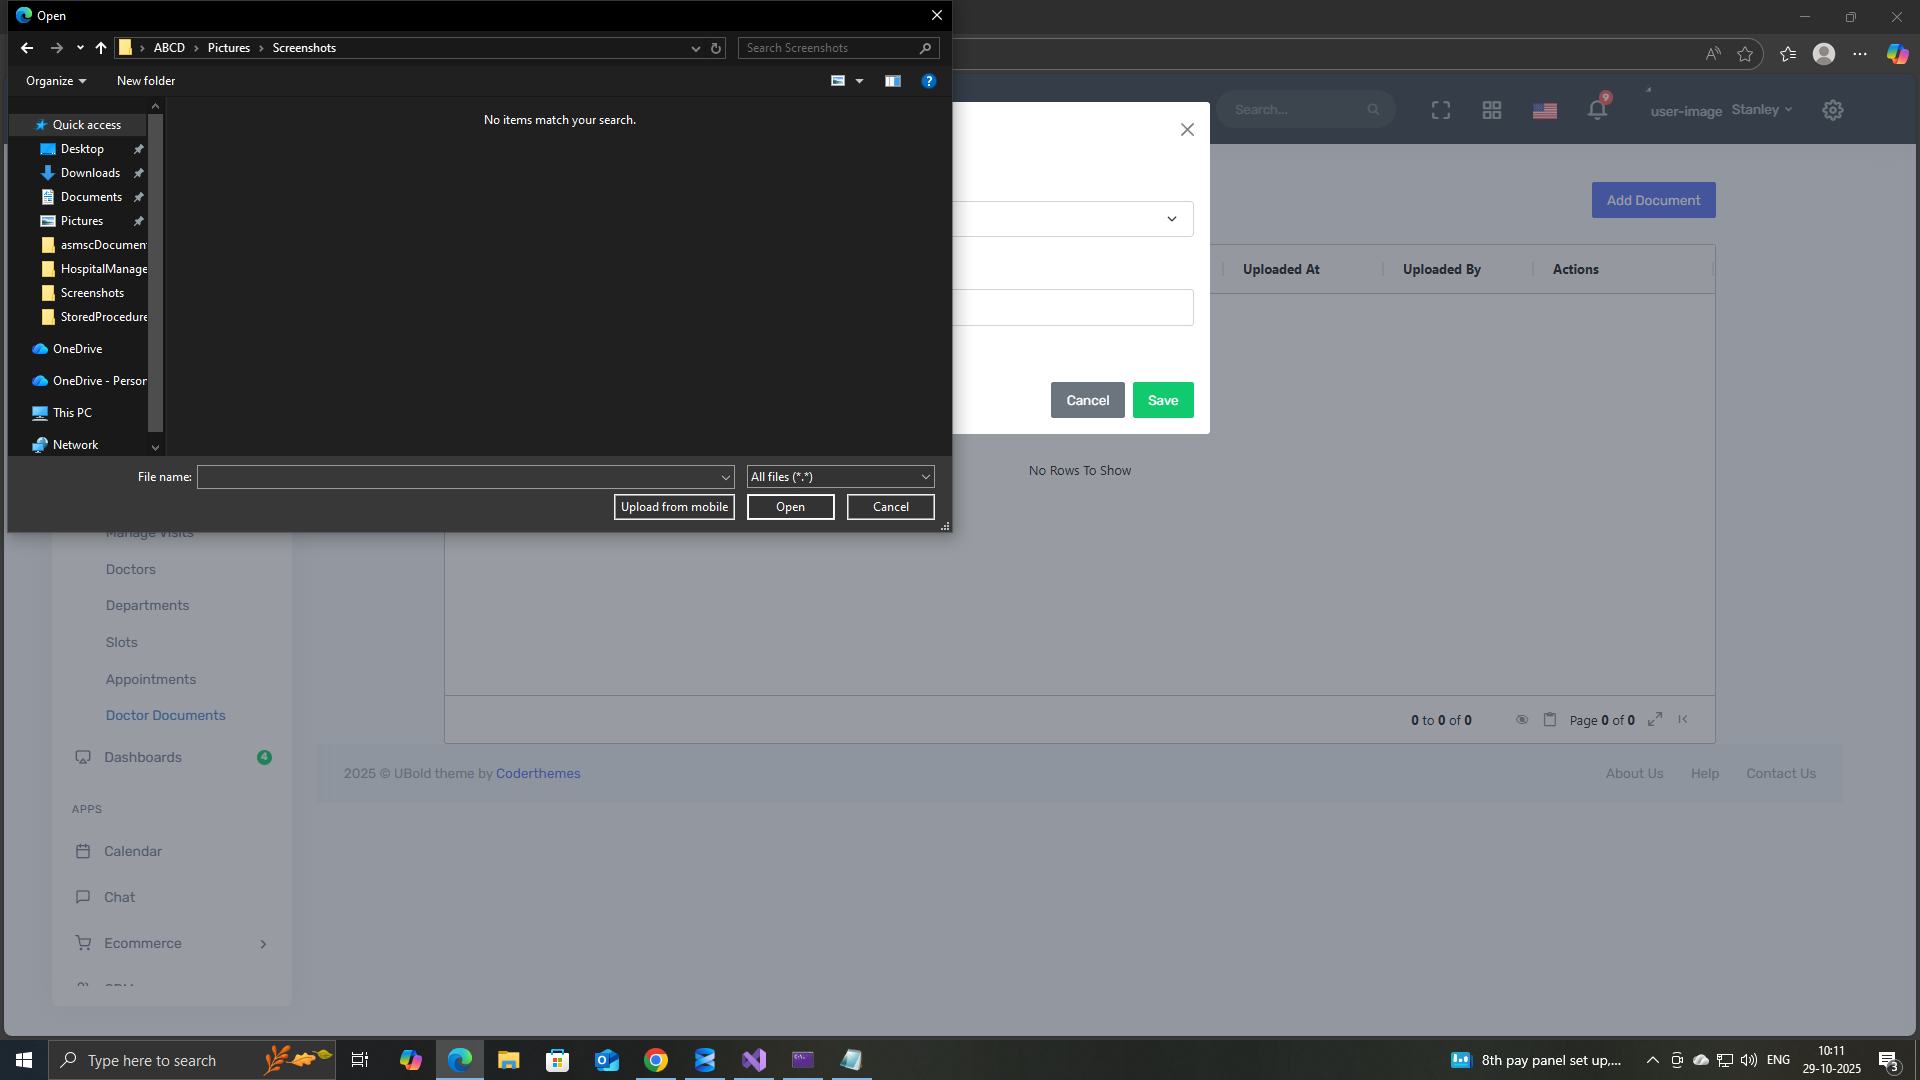 Open
ABCD
Pictures
Screenshots
Search Screenshots
Organize
New folder
No items match your search.
Quick access
Desktop
Downloads
Documents
Pictures
asmscDocumen
HospitalManage
Screenshots
StoredProcedure
OneDrive
OneDrive - Person
This PC
Network
File name:
All files (*.*)
Upload from mobile
Open
Cancel
Search...
9
user-image
Stanley
Add Document
Uploaded At
Uploaded By
Actions
Cancel
Save
No Rows To Show
0 to 0 of 0
Page 0 of 0
Manage Visits
Doctors
Departments
Slots
Appointments
Doctor Documents
Dashboards
4
APPS
Calendar
Chat
Ecommerce
2025 © UBold theme by Coderthemes
About Us
Help
Contact Us
Type here to search
8th pay panel set up,...
ENG
10:11
29-10-2025
3